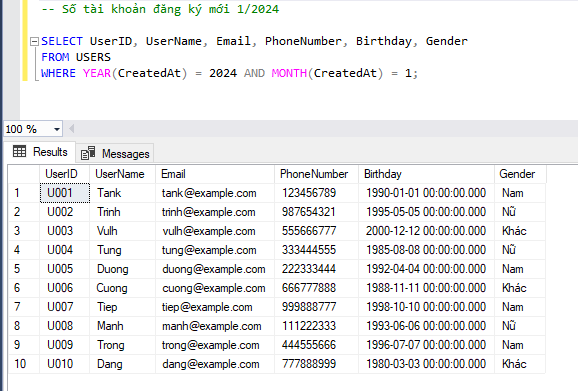 -- Số tài khoản đăng ký mới 1/2024
SELECT UserID, UserName, Email, PhoneNumber, Birthday, Gender
FROM USERS
WHERE YEAR(CreatedAt) = 2024 AND MONTH(CreatedAt) = 1;
100 %
Results Messages
UserID UserName Email PhoneNumber Birthday Gender
1 U001 Tank tank@example.com 123456789 1990-01-01 00:00:00.000 Nam
2 U002 Trinh trinh@example.com 987654321 1995-05-05 00:00:00.000 Nữ
3 U003 Vulh vulh@example.com 555666777 2000-12-12 00:00:00.000 Khác
4 U004 Tung tung@example.com 333444555 1985-08-08 00:00:00.000 Nữ
5 U005 Duong duong@example.com 222333444 1992-04-04 00:00:00.000 Nam
6 U006 Cuong cuong@example.com 666777888 1988-11-11 00:00:00.000 Khác
7 U007 Tiep tiep@example.com 999888777 1998-10-10 00:00:00.000 Nam
8 U008 Manh manh@example.com 111222333 1993-06-06 00:00:00.000 Nữ
9 U009 Trong trong@example.com 444555666 1996-07-07 00:00:00.000 Nam
10 U010 Dang dang@example.com 777888999 1980-03-03 00:00:00.000 Khác